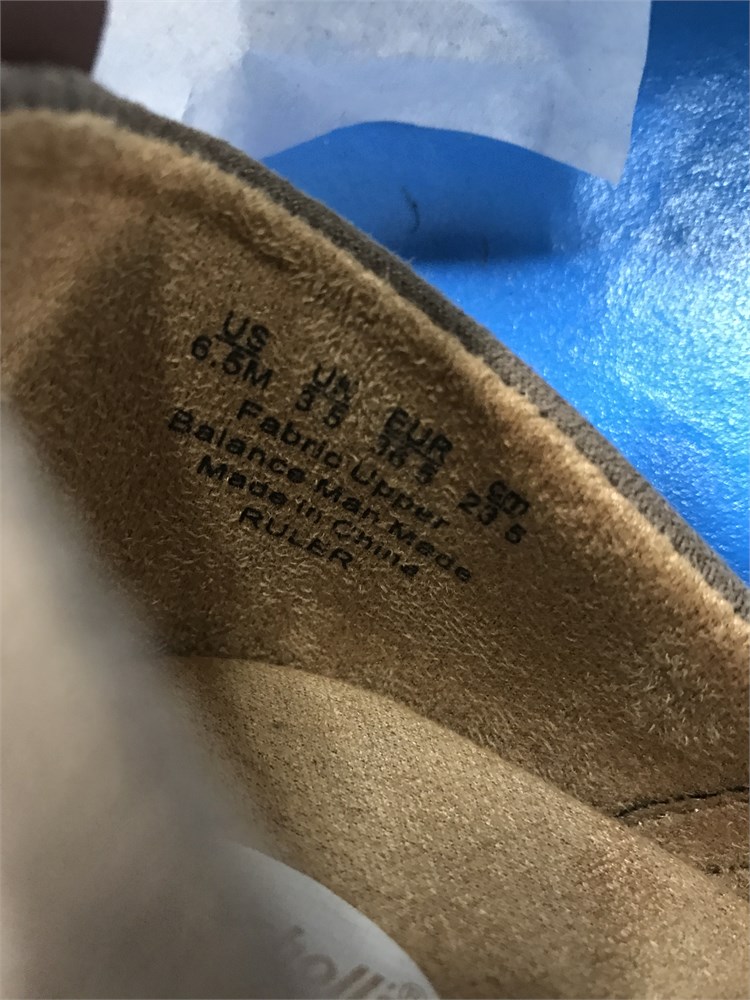 US UK EUR cm
6.5M 3.5 36.5 23.5
Fabric Upper
Balance Man Made
Made in China
RULER